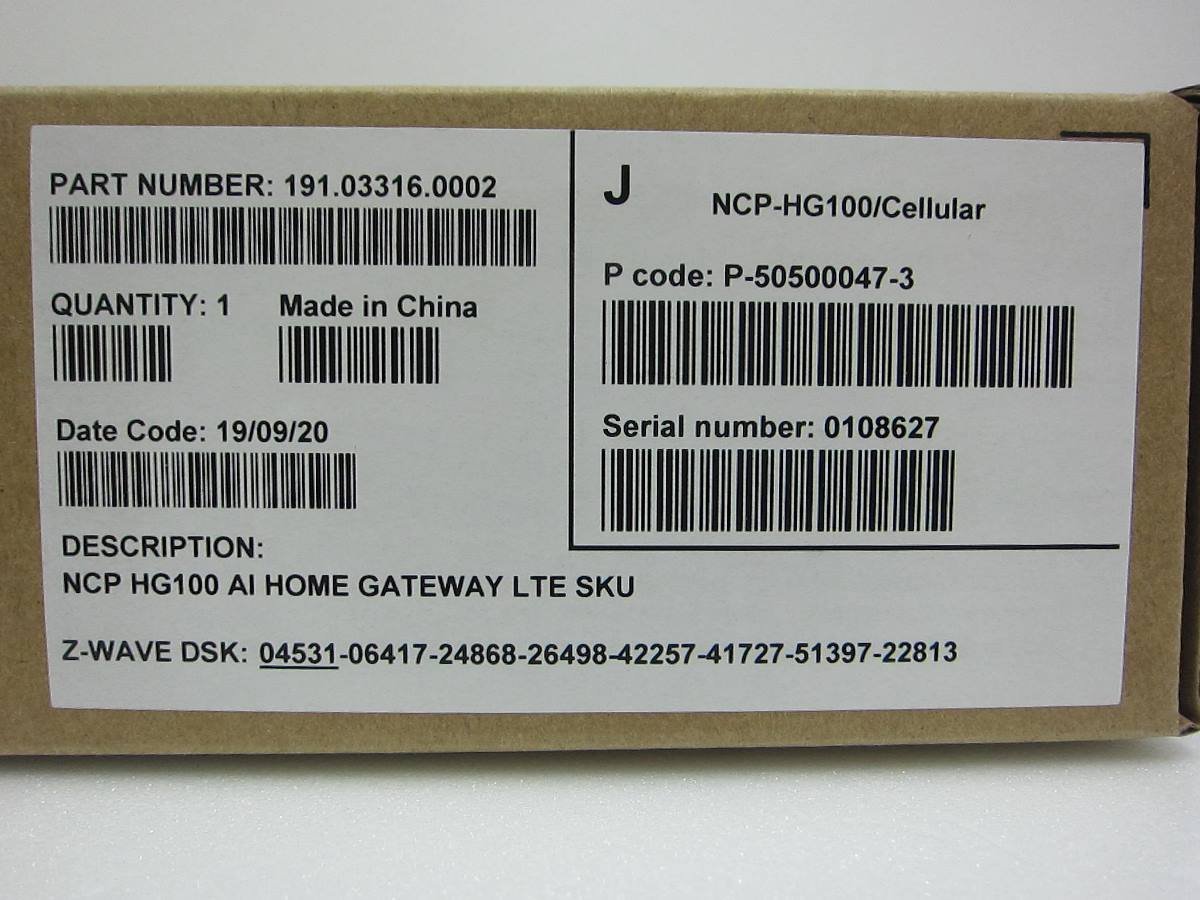 PART NUMBER: 191.03316.0002
QUANTITY: 1
Made in China
Date Code: 19/09/20
DESCRIPTION:
NCP HG100 AI HOME GATEWAY LTE SKU
J
NCP-HG100/Cellular
P code: P-50500047-3
Serial number: 0108627
Z-WAVE DSK: 04531-06417-24868-26498-42257-41727-51397-22813